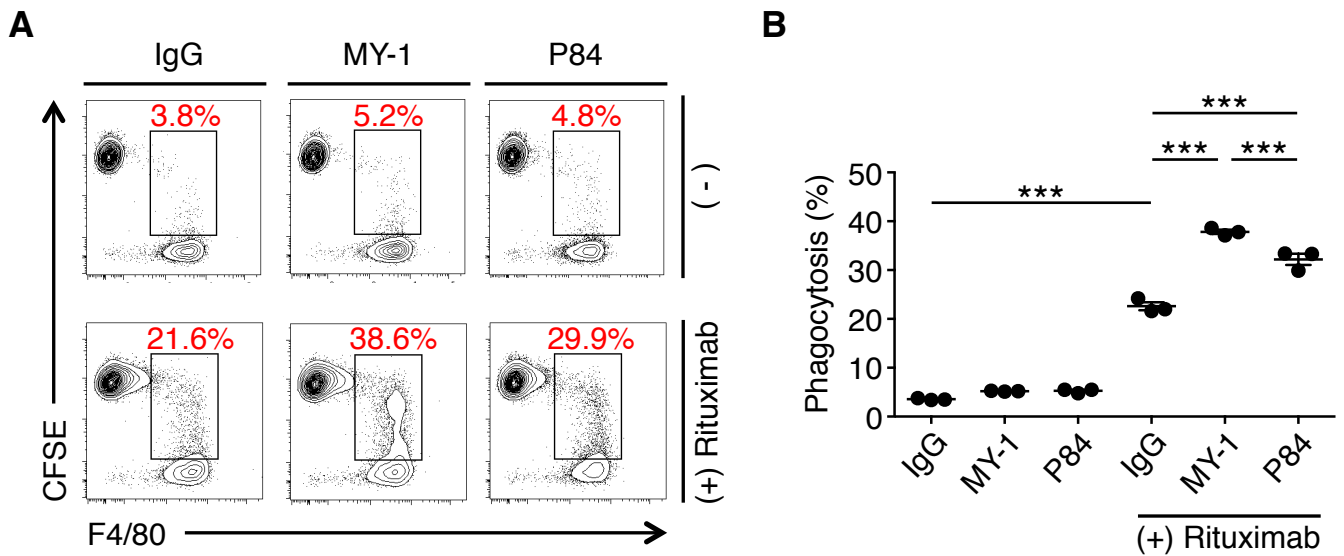 A
B
IgG
MY-1
P84
3.8%
5.2%
4.8%
( - )
21.6%
38.6%
29.9%
(+) Rituximab
CFSE
F4/80
***
*** ***
***
Phagocytosis (%)
50
40
30
20
10
0
IgG
MY-1
P84
IgG
MY-1
P84
(+) Rituximab